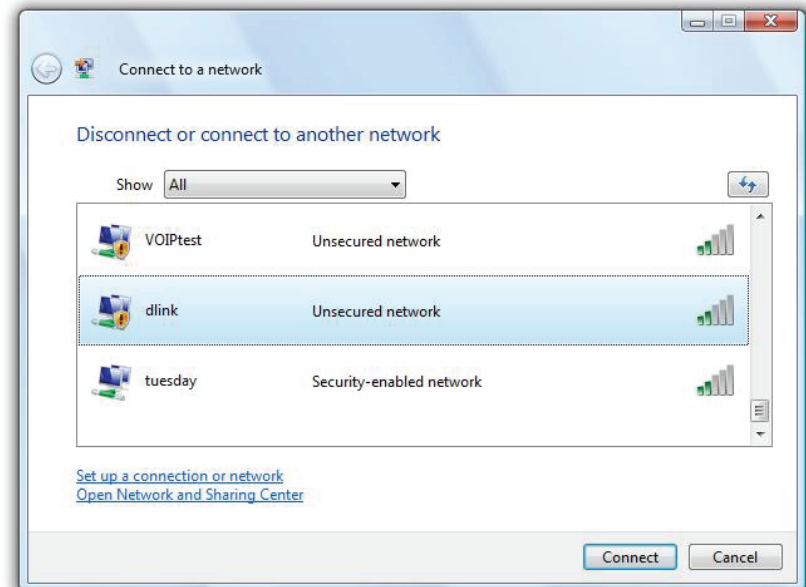 Connect to a network
Disconnect or connect to another network
Show All
VOIPtest Unsecured network
dlink Unsecured network
tuesday Security-enabled network
Set up a connection or network
Open Network and Sharing Center
Connect Cancel